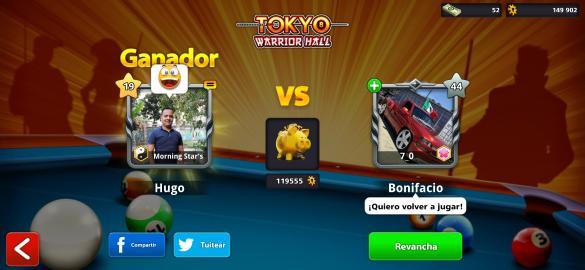 52
149 902
TOKYO
WARRIOR HALL
Ganador
19
VS
44
Morning Star's
7 0
119555
Hugo
Bonifacio
¡Quiero volver a jugar!
Compartir
Tuitear
Revancha